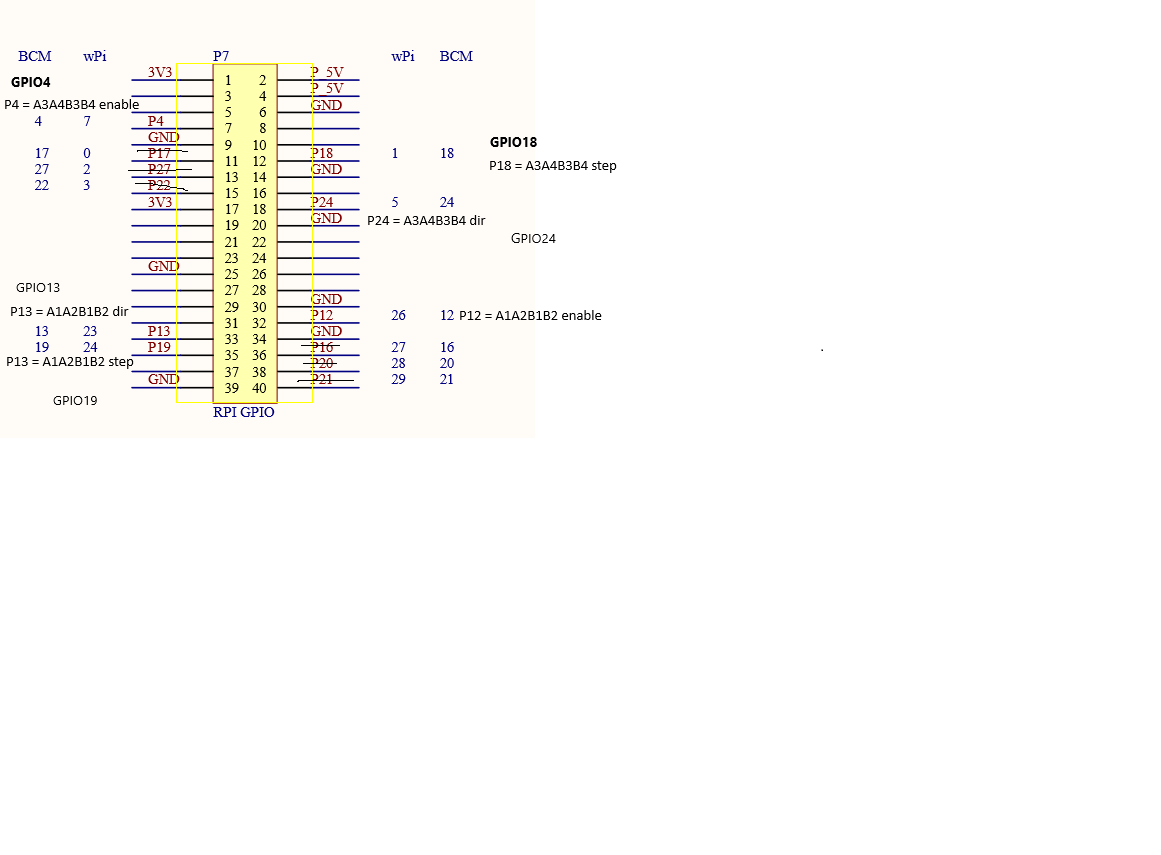 BCM wPi P7 wPi BCM
3V3 P_5V
GPIO4 1 2 P_5V
P4 = A3A4B3B4 enable 3 4 GND
5 6
4 7 P4 7 8
GND 9 10 GPIO18
17 0 P17 11 12 P18 1 18
P18 = A3A4B3B4 step
27 2 P27 13 14 GND
22 3 P22 15 16
3V3 17 18 P24 5 24
19 20 GND P24 = A3A4B3B4 dir
21 22 GPIO24
23 24
GND 25 26
GPIO13 27 28
29 30 GND
P13 = A1A2B1B2 dir 31 32 P12 26 12 P12 = A1A2B1B2 enable
13 23 P13 33 34 GND
19 24 P19 35 36 P16 27 16
P13 = A1A2B1B2 step 37 38 P20 28 20
GND 39 40 P21 29 21
GPIO19
RPI GPIO